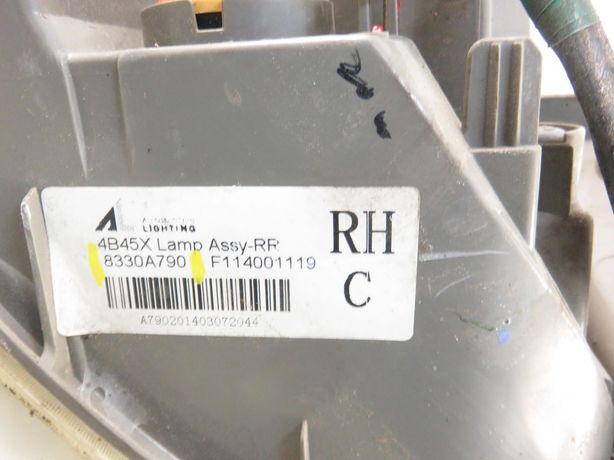 LIGHTING
4B45X Lamp Assy-RR
8330A790 F114001119
A790201403072044
RH
C